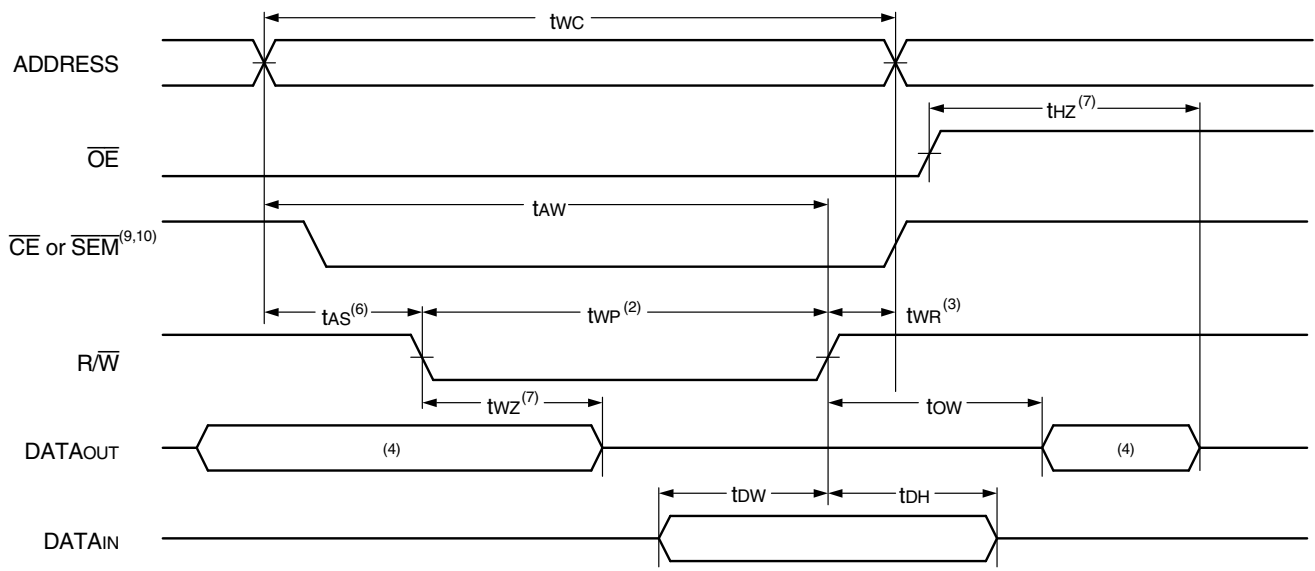 tWC
ADDRESS
tHZ(7)
OE
tAW
CE or SEM(9,10)
tAS(6)
tWP(2)
tWR(3)
R/W
tWZ(7)
tOW
DATAOUT
(4)
(4)
tDW
tDH
DATAIN